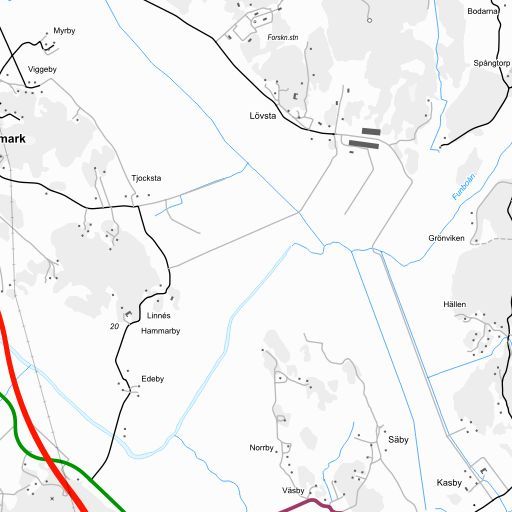 Bodarna
Myrby
Forskn.stn
Spångtorp
Viggeby
Lövsta
mark
Tjocksta
Funboån
Grönviken
Hällen
Linnés
Hammarby
20
Edeby
Säby
Norrby
Kasby
Väsby